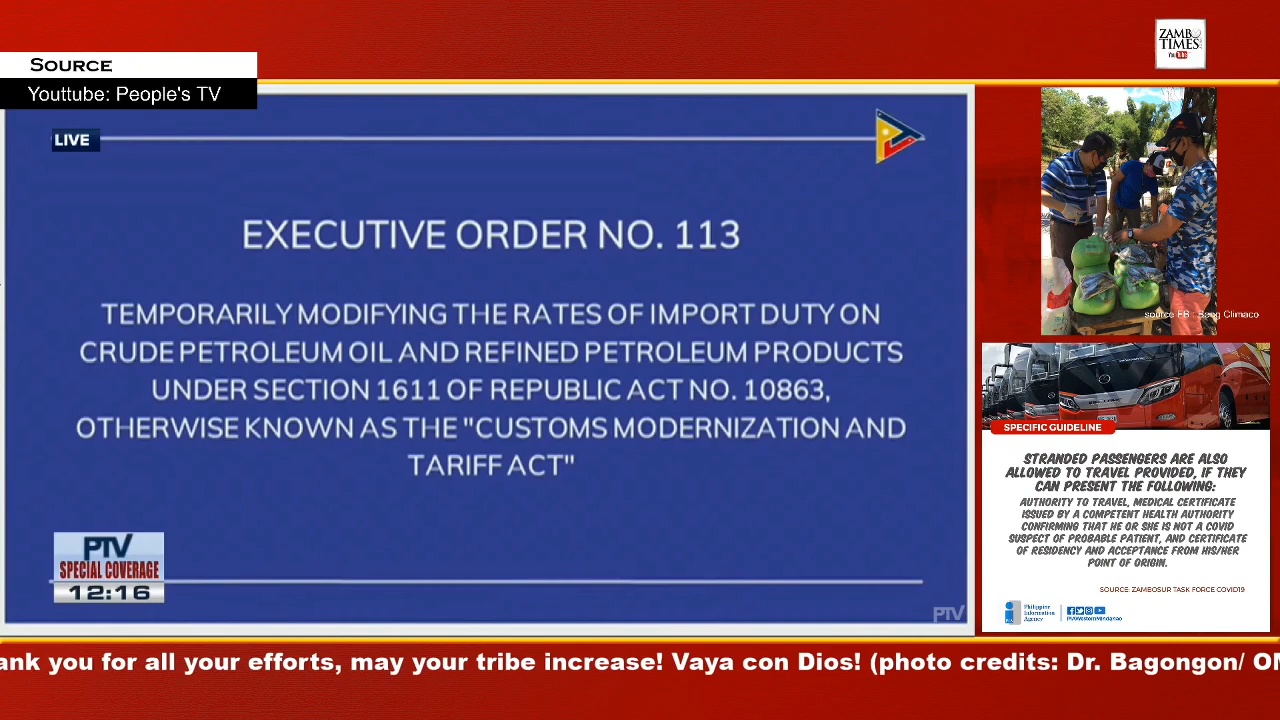 ZAMBO
TIMES
SOURCE
Youttube: People's TV
LIVE
EXECUTIVE ORDER NO. 113
TEMPORARILY MODIFYING THE RATES OF IMPORT DUTY ON
CRUDE PETROLEUM OIL AND REFINED PETROLEUM PRODUCTS
UNDER SECTION 1611 OF REPUBLIC ACT NO. 10863,
OTHERWISE KNOWN AS THE "CUSTOMS MODERNIZATION AND
TARIFF ACT"
PTV
SPECIAL COVERAGE
12:16
PTV
source FB : Beng Climaco
SPECIFIC GUIDELINE
STRANDED PASSENGERS ARE ALSO
ALLOWED TO TRAVEL PROVIDED, IF THEY
CAN PRESENT THE FOLLOWING:
AUTHORITY TO TRAVEL, MEDICAL CERTIFICATE
ISSUED BY A COMPETENT HEALTH AUTHORITY
CONFIRMING THAT HE OR SHE IS NOT A COVID
SUSPECT OF PROBABLE PATIENT, AND CERTIFICATE
OF RESIDENCY AND ACCEPTANCE FROM HIS/HER
POINT OF ORIGIN.
SOURCE: ZAMBOSUR TASK FORCE COVID19
Philippine
Information
Agency
ank you for all your efforts, may your tribe increase! Vaya con Dios! (photo credits: Dr. Bagongon/ OM